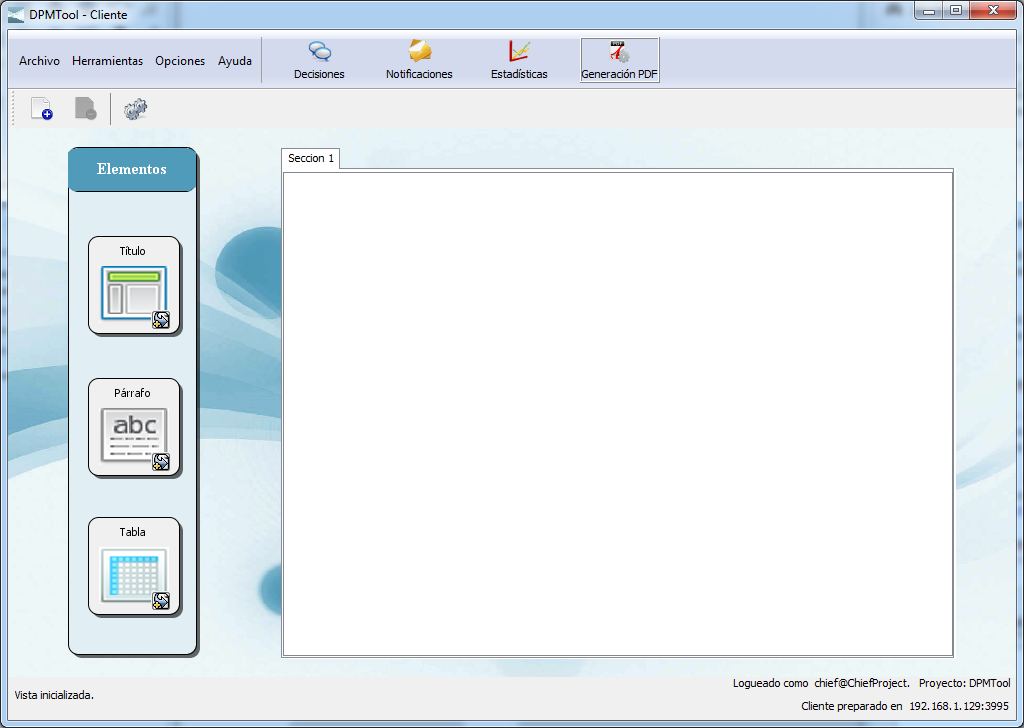 DPMTool - Cliente
Archivo Herramientas Opciones Ayuda
Decisiones Notificaciones Estadísticas Generación PDF
Elementos
Seccion 1
Título
Párrafo
abc
Tabla
Logueado como chief@ChiefProject. Proyecto: DPMTool
Vista inicializada.
Cliente preparado en 192.168.1.129:3995